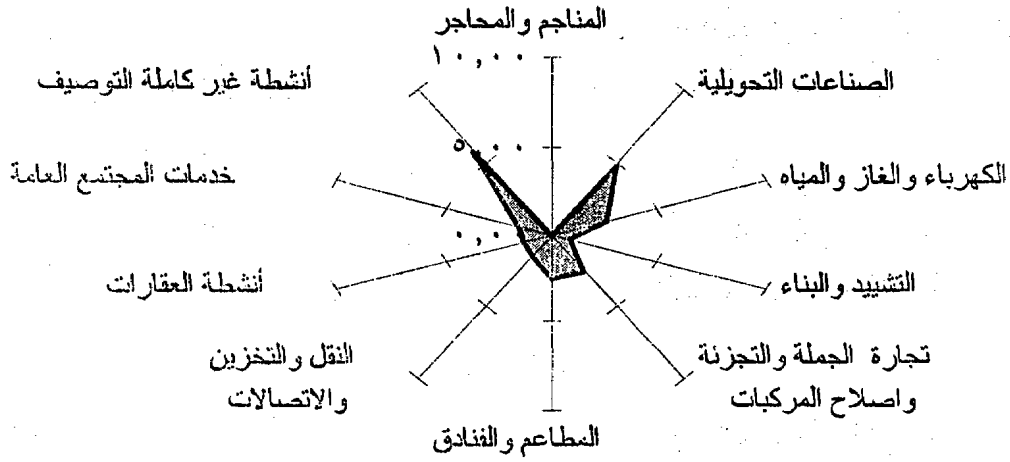 المناجم والمحاجر
١٠,٠٠
الصناعات التحويلية
أنشطة غير كاملة التوصيف
٥,٠٠
الكهرباء والغاز والمياه
خدمات المجتمع العامة
٠,٠٠
التشييد والبناء
أنشطة العقارات
تجارة الجملة والتجزئة
واصلاح المركبات
النقل والتخزين
والاتصالات
المطاعم والفنادق